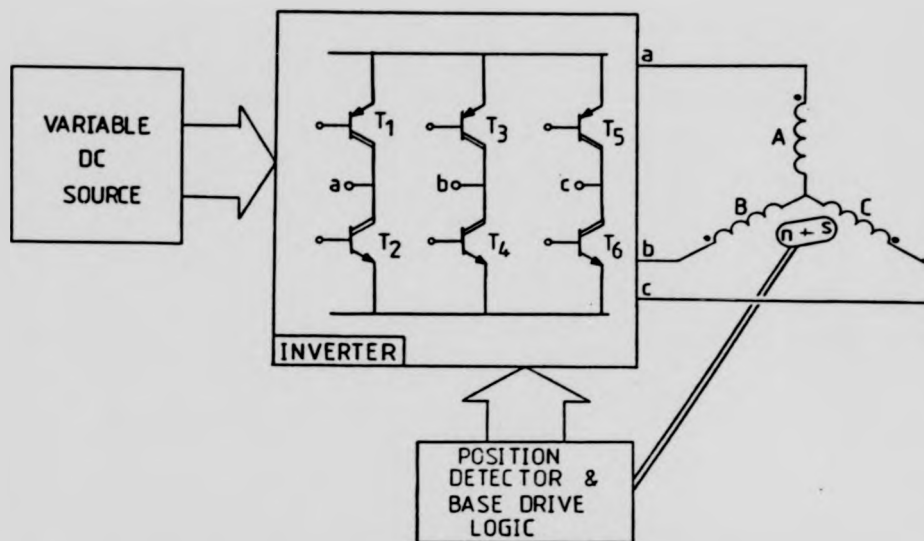 VARIABLE
DC
SOURCE
T1
T3
T5
a
b
c
T2
T4
T6
INVERTER
a
A
B
C
n + s
b
c
POSITION
DETECTOR &
BASE DRIVE
LOGIC